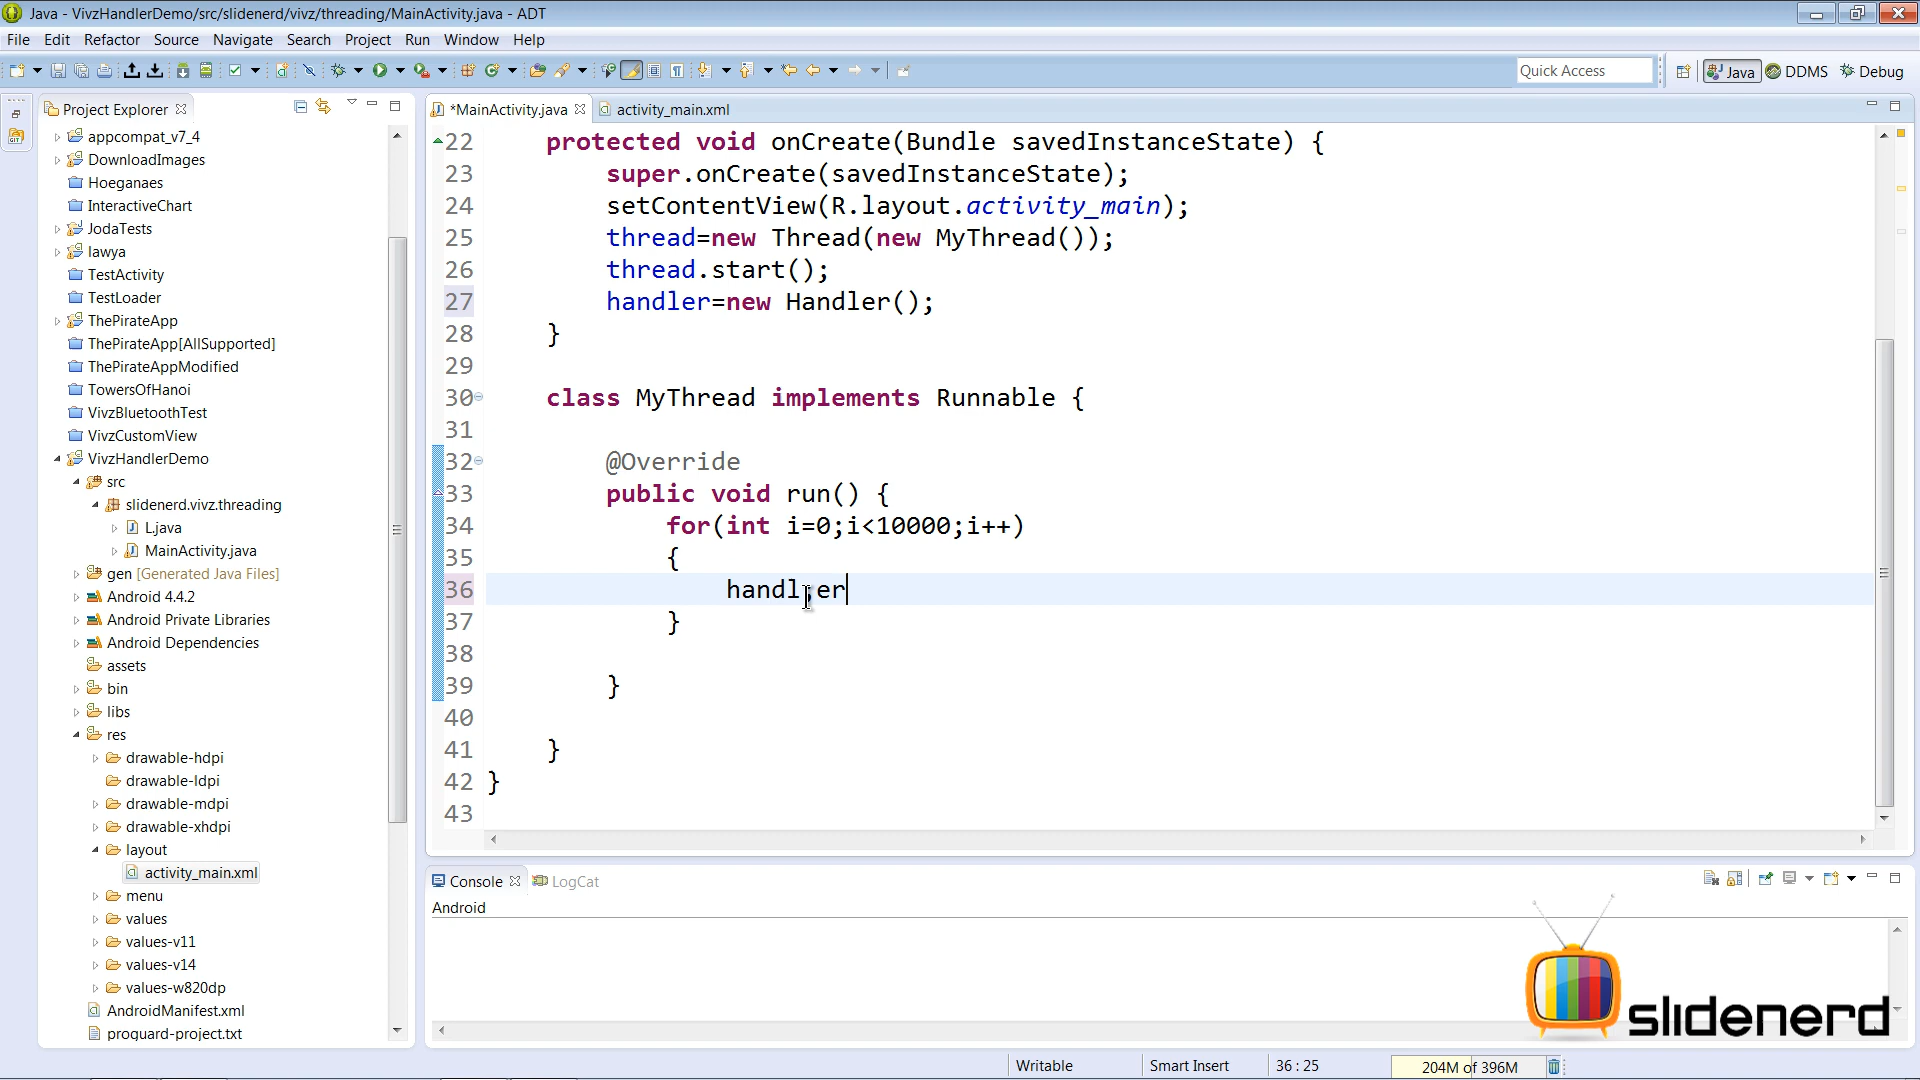 Java - VivzHandlerDemo/src/slidenerd/vivz/threading/MainActivity.java - ADT
File Edit Refactor Source Navigate Search Project Run Window Help
Quick Access Java DDMS Debug
Project Explorer
*MainActivity.java activity_main.xml
appcompat_v7_4
DownloadImages
Hoeganaes
InteractiveChart
JodaTests
lawya
TestActivity
TestLoader
ThePirateApp
ThePirateApp[AllSupported]
ThePirateAppModified
TowersOfHanoi
VivzBluetoothTest
VivzCustomView
VivzHandlerDemo
src
slidenerd.vivz.threading
L.java
MainActivity.java
gen [Generated Java Files]
Android 4.4.2
Android Private Libraries
Android Dependencies
assets
bin
libs
res
drawable-hdpi
drawable-ldpi
drawable-mdpi
drawable-xhdpi
layout
activity_main.xml
menu
values
values-v11
values-v14
values-w820dp
AndroidManifest.xml
proguard-project.txt
22 protected void onCreate(Bundle savedInstanceState) {
23 super.onCreate(savedInstanceState);
24 setContentView(R.layout.activity_main);
25 thread=new Thread(new MyThread());
26 thread.start();
27 handler=new Handler();
28 }
29
30 class MyThread implements Runnable {
31
32 @Override
33 public void run() {
34 for(int i=0;i<10000;i++)
35 {
36
37 }
38
39 }
40
41 }
42 }
43
Console LogCat
Android
slidenerd
Writable Smart Insert 36 : 25 204M of 396M